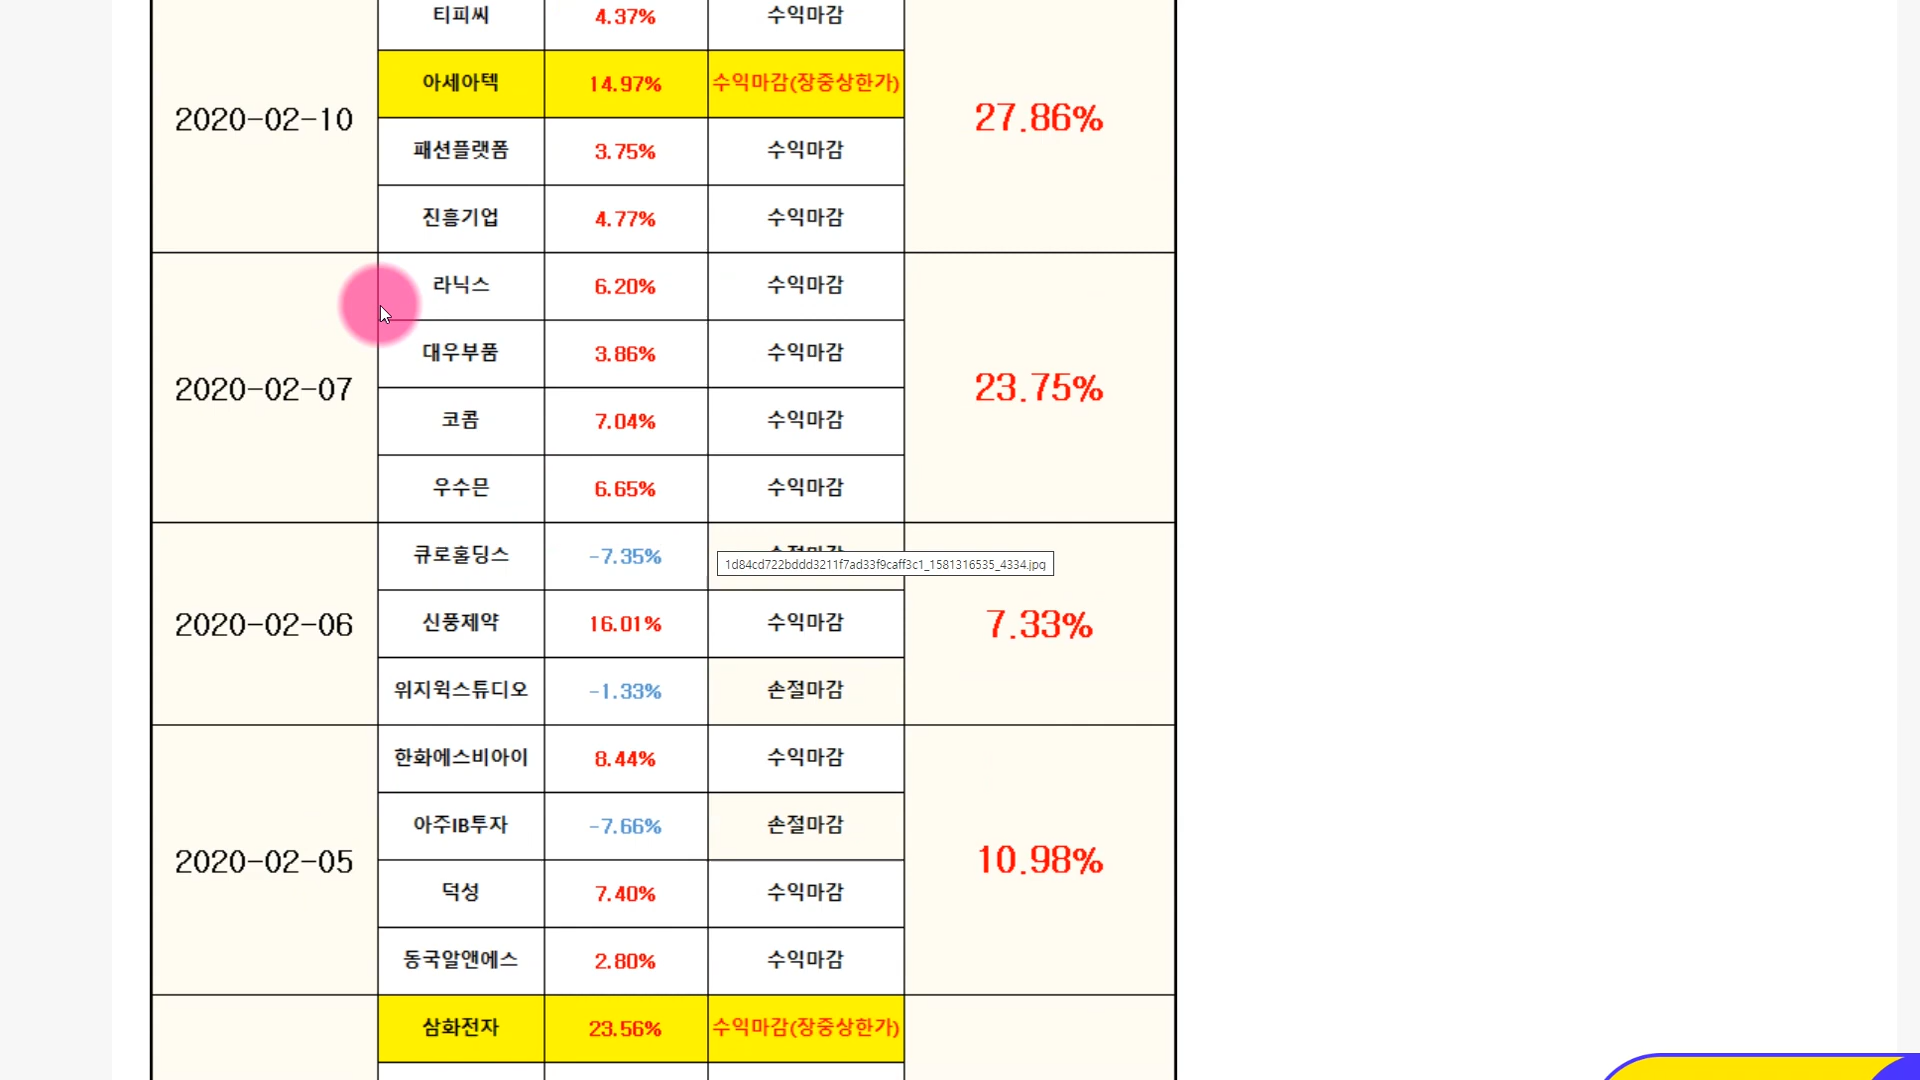 티피씨 4.37% 수익마감
아세아텍 14.97% 수익마감(장중상한가)
2020-02-10 27.86%
패션플랫폼 3.75% 수익마감
진흥기업 4.77% 수익마감
라닉스 6.20% 수익마감
대우부품 3.86% 수익마감
2020-02-07 23.75%
코콤 7.04% 수익마감
우수믄 6.65% 수익마감
큐로홀딩스 -7.35%
1d84cd722bddd3211f7ad33f9caff3c1_1581316535_4334.jpg
2020-02-06 신풍제약 16.01% 수익마감 7.33%
위지윅스튜디오 -1.33% 손절마감
한화에스비아이 8.44% 수익마감
아주IB투자 -7.66% 손절마감
2020-02-05 10.98%
덕성 7.40% 수익마감
동국알앤에스 2.80% 수익마감
삼화전자 23.56% 수익마감(장중상한가)